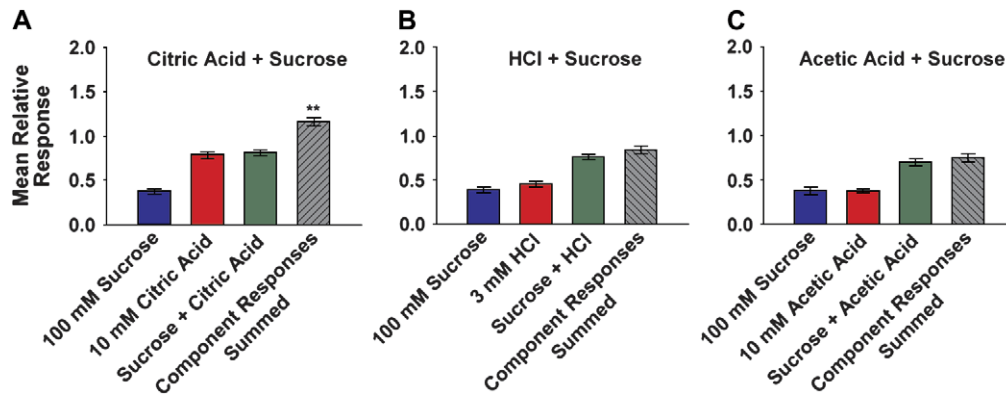 A
Citric Acid + Sucrose
Mean Relative
Response
2.0
1.5
1.0
0.5
0.0
**
100 mM Sucrose
10 mM Citric Acid
Sucrose + Citric Acid
Component Responses
Summed
B
HCl + Sucrose
2.0
1.5
1.0
0.5
0.0
100 mM Sucrose
3 mM HCl
Sucrose + HCl
Component Responses
Summed
C
Acetic Acid + Sucrose
2.0
1.5
1.0
0.5
0.0
100 mM Sucrose
10 mM Acetic Acid
Sucrose + Acetic Acid
Component Responses
Summed